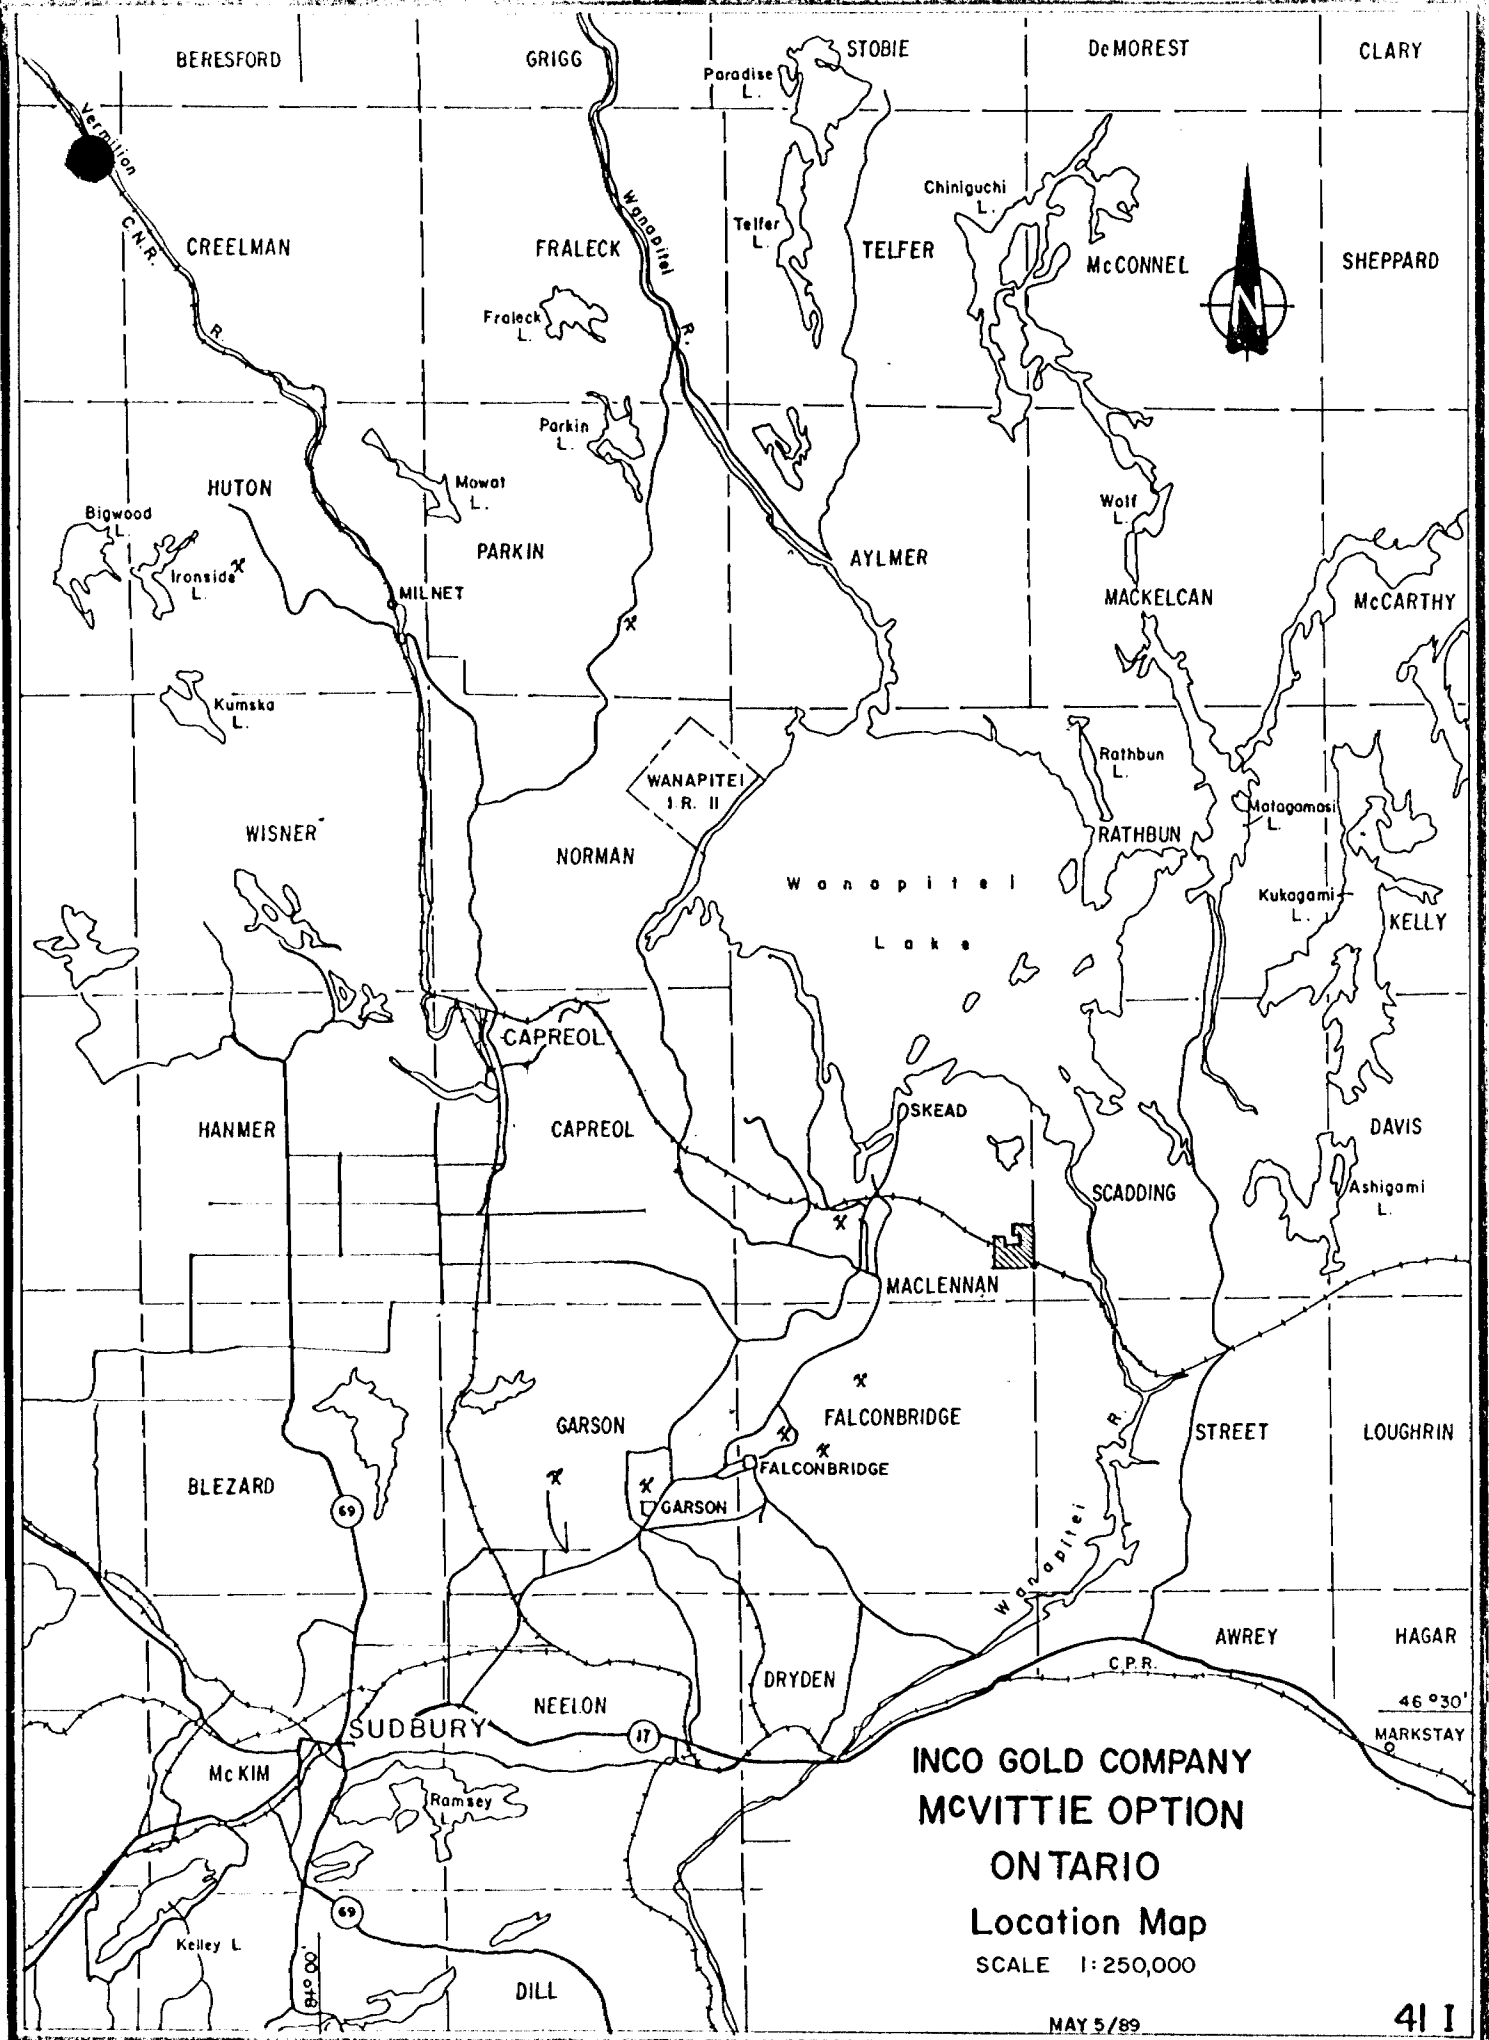 BERESFORD
GRIGG
STOBIE
DeMOREST
CLARY
Paradise
L.
Vermilion
C.N.R.
R.
CREELMAN
FRALECK
Wanapitei
R.
Telfer
L.
TELFER
Chiniguchi
L.
McCONNEL
SHEPPARD
N
Fraleck
L.
Parkin
L.
HUTON
Mowat
L.
Wolf
L.
Bigwood
L.
PARKIN
AYLMER
Ironside
L.
MILNET
MACKELCAN
McCARTHY
Kumska
L.
WANAPITEI
I.R. II
Rathbun
L.
Matagamasi
L.
WISNER
NORMAN
RATHBUN
Wanapitei
Lake
Kukagami
L.
KELLY
CAPREOL
SKEAD
HANMER
CAPREOL
DAVIS
SCADDING
Ashigami
L.
MACLENNAN
GARSON
FALCONBRIDGE
R.
STREET
LOUGHRIN
BLEZARD
FALCONBRIDGE
69
GARSON
Wanapitei
AWREY
HAGAR
C.P.R.
DRYDEN
NEELON
46°30'
SUDBURY
17
MARKSTAY
McKIM
Ramsey
L.
INCO GOLD COMPANY
McVITTIE OPTION
ONTARIO
Location Map
SCALE 1:250,000
69
Kelley L.
81°00'
DILL
MAY 5/89
41 I